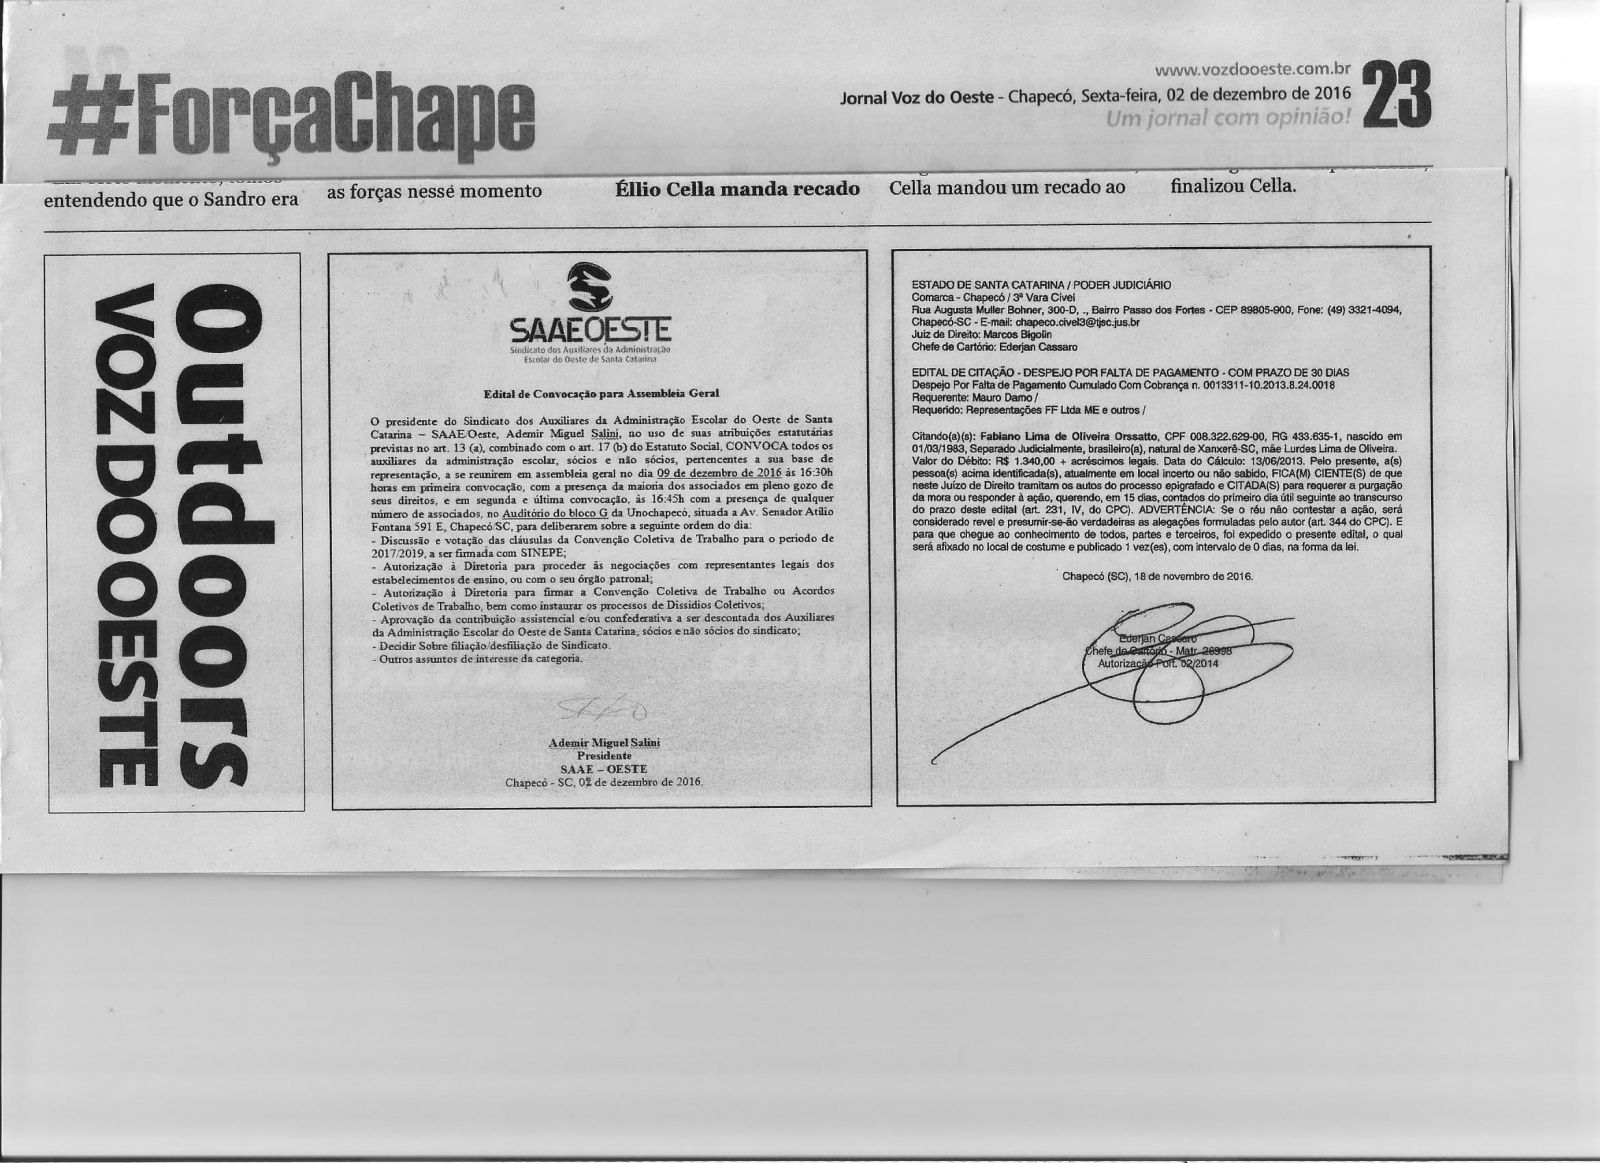 #ForçaChape
www.vozdooeste.com.br
Jornal Voz do Oeste - Chapecó, Sexta-feira, 02 de dezembro de 2016
Um jornal com opinião!
23
entendendo que o Sandro era
as forças nesse momento
Éllio Cella manda recado
Cella mandou um recado ao
finalizou Cella.
Outdoors
VOZ DO OESTE
SAAEOESTE
Sindicato dos Auxiliares da Administração
Escolar do Oeste de Santa Catarina
Edital de Convocação para Assembleia Geral
O presidente do Sindicato dos Auxiliares da Administração Escolar do Oeste de Santa
Catarina – SAAE/Oeste, Ademir Miguel Salini, no uso de suas atribuições estatutárias
previstas no art. 13 (a), combinado com o art. 17 (b) do Estatuto Social, CONVOCA todos os
auxiliares da administração escolar, sócios e não sócios, pertencentes a sua base de
representação, a se reunirem em assembleia geral no dia 09 de dezembro de 2016 às 16:30h
horas em primeira convocação, com a presença da maioria dos associados em pleno gozo de
seus direitos, e em segunda e última convocação, às 16:45h com a presença de qualquer
número de associados, no Auditório do bloco G da Unochapecó, situada a Av. Senador Atílio
Fontana 591 E, Chapecó/SC, para deliberarem sobre a seguinte ordem do dia:
- Discussão e votação das cláusulas da Convenção Coletiva de Trabalho para o período de
2017/2019, a ser firmada com SINEPE;
- Autorização à Diretoria para proceder às negociações com representantes legais dos
estabelecimentos de ensino, ou com o seu órgão patronal;
- Autorização à Diretoria para firmar a Convenção Coletiva de Trabalho ou Acordos
Coletivos de Trabalho, bem como instaurar os processos de Dissídios Coletivos;
- Aprovação da contribuição assistencial e/ou confederativa a ser descontada dos Auxiliares
da Administração Escolar do Oeste de Santa Catarina, sócios e não sócios do sindicato;
- Decidir Sobre filiação/desfiliação de Sindicato.
- Outros assuntos de interesse da categoria.
Ademir Miguel Salini
Presidente
SAAE – OESTE
Chapecó - SC, 02 de dezembro de 2016.
ESTADO DE SANTA CATARINA / PODER JUDICIÁRIO
Comarca - Chapecó / 3ª Vara Cível
Rua Augusta Muller Bohner, 300-D, ., Bairro Passo dos Fortes - CEP 89805-900, Fone: (49) 3321-4094,
Chapecó-SC - E-mail: chapeco.civel3@tjsc.jus.br
Juiz de Direito: Marcos Bigolin
Chefe de Cartório: Ederjan Cassaro
EDITAL DE CITAÇÃO - DESPEJO POR FALTA DE PAGAMENTO - COM PRAZO DE 30 DIAS
Despejo Por Falta de Pagamento Cumulado Com Cobrança n. 0013311-10.2013.8.24.0018
Requerente: Mauro Damo /
Requerido: Representações FF Ltda ME e outros /
Citando(a)(s): Fabiano Lima de Oliveira Orssatto, CPF 008.322.629-00, RG 433.635-1, nascido em
01/03/1983, Separado Judicialmente, brasileiro(a), natural de Xanxerê-SC, mãe Lurdes Lima de Oliveira.
Valor do Débito: R$ 1.340,00 + acréscimos legais. Data do Cálculo: 13/06/2013. Pelo presente, a(s)
pessoa(s) acima identificada(s), atualmente em local incerto ou não sabido, FICA(M) CIENTE(S) de que
neste Juízo de Direito tramitam os autos do processo epigrafado e CITADA(S) para requerer a purgação
da mora ou responder à ação, querendo, em 15 dias, contados do primeiro dia útil seguinte ao transcurso
do prazo deste edital (art. 231, IV, do CPC). ADVERTÊNCIA: Se o réu não contestar a ação, será
considerado revel e presumir-se-ão verdadeiras as alegações formuladas pelo autor (art. 344 do CPC). E
para que chegue ao conhecimento de todos, partes e terceiros, foi expedido o presente edital, o qual
será afixado no local de costume e publicado 1 vez(es), com intervalo de 0 dias, na forma da lei.
Chapecó (SC), 18 de novembro de 2016.
Ederjan Cassaro
Chefe de Cartório - Matr. 26998
Autorização Port. 02/2014